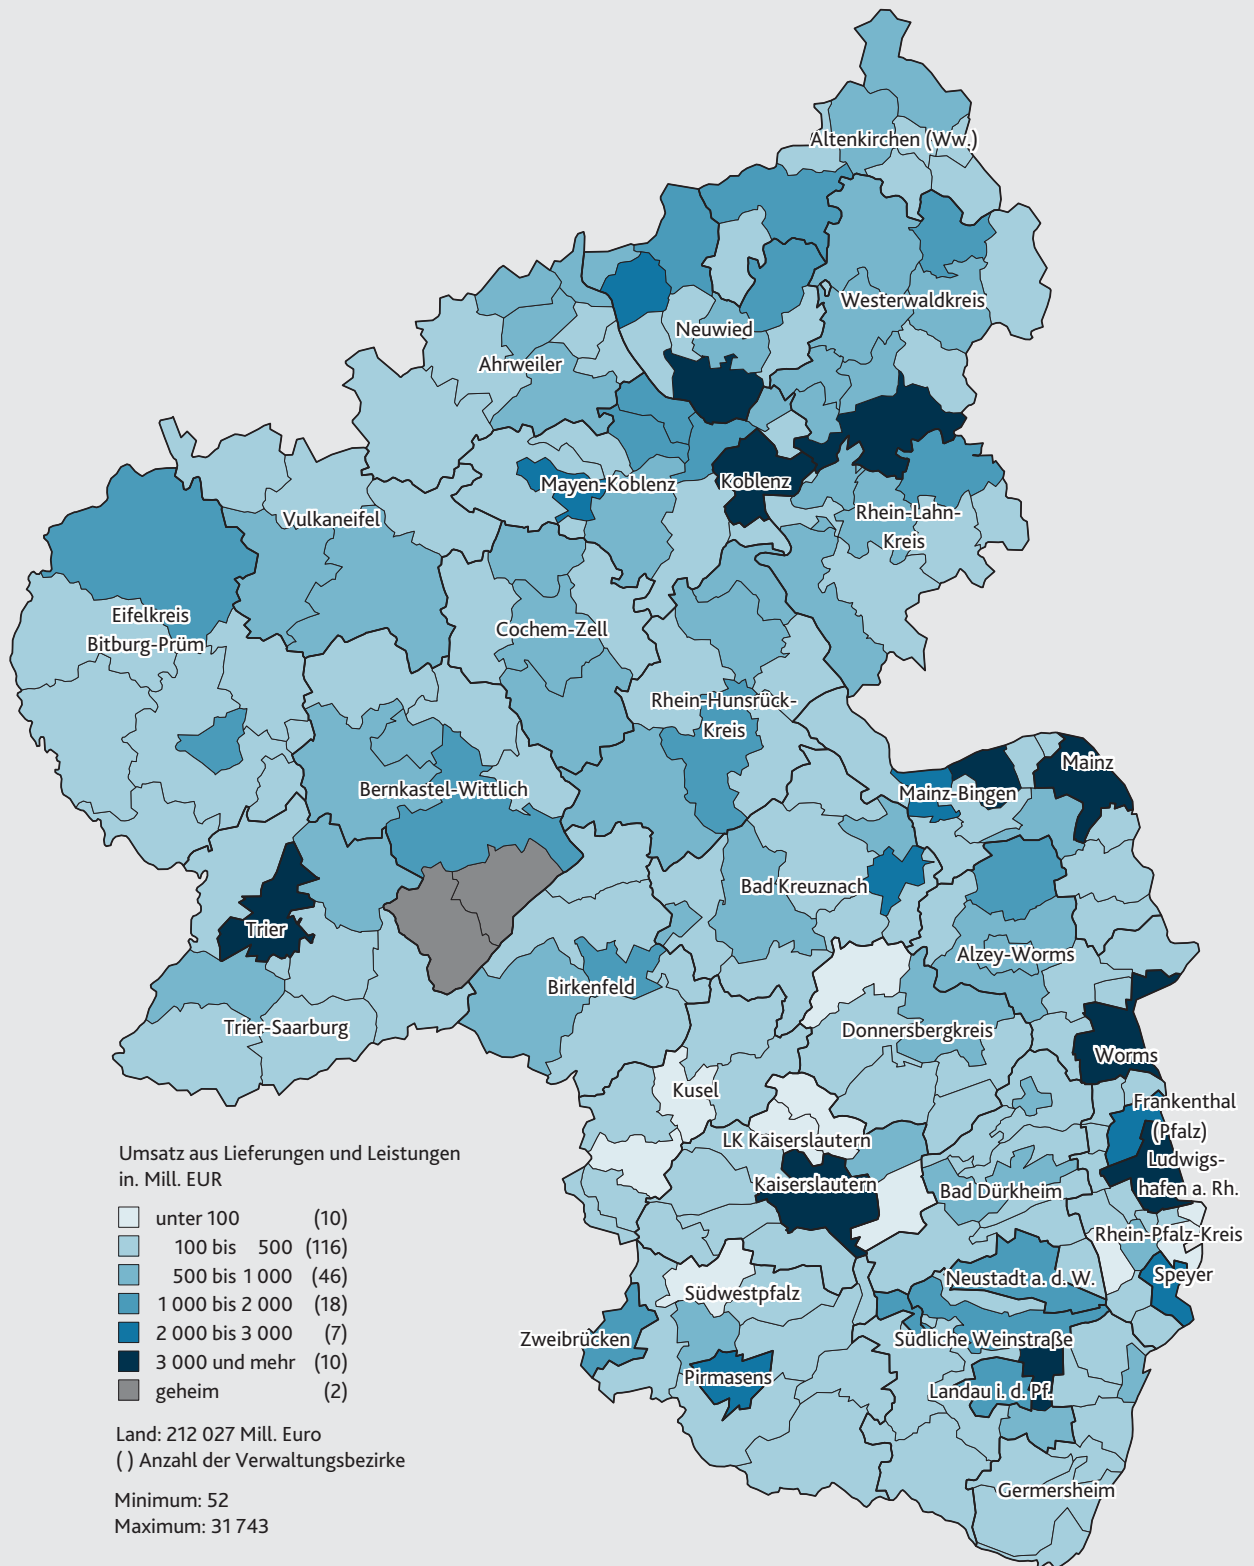 Altenkirchen (Ww.)
Westerwaldkreis
Neuwied
Ahrweiler
Mayen-Koblenz
Koblenz
Rhein-Lahn-
Kreis
Vulkaneifel
Eifelkreis
Bitburg-Prüm
Cochem-Zell
Rhein-Hunsrück-
Kreis
Bernkastel-Wittlich
Mainz
Mainz-Bingen
Bad Kreuznach
Trier
Alzey-Worms
Birkenfeld
Trier-Saarburg
Donnersbergkreis
Worms
Kusel
Frankenthal
(Pfalz)
LK Kaiserslautern
Ludwigs-
hafen a. Rh.
Kaiserslautern
Bad Dürkheim
Rhein-Pfalz-Kreis
Neustadt a. d. W.
Speyer
Südwestpfalz
Zweibrücken
Südliche Weinstraße
Pirmasens
Landau i. d. Pf.
Germersheim
Umsatz aus Lieferungen und Leistungen
in. Mill. EUR
unter 100 (10)
100 bis 500 (116)
500 bis 1 000 (46)
1 000 bis 2 000 (18)
2 000 bis 3 000 (7)
3 000 und mehr (10)
geheim (2)
Land: 212 027 Mill. Euro
( ) Anzahl der Verwaltungsbezirke
Minimum: 52
Maximum: 31 743